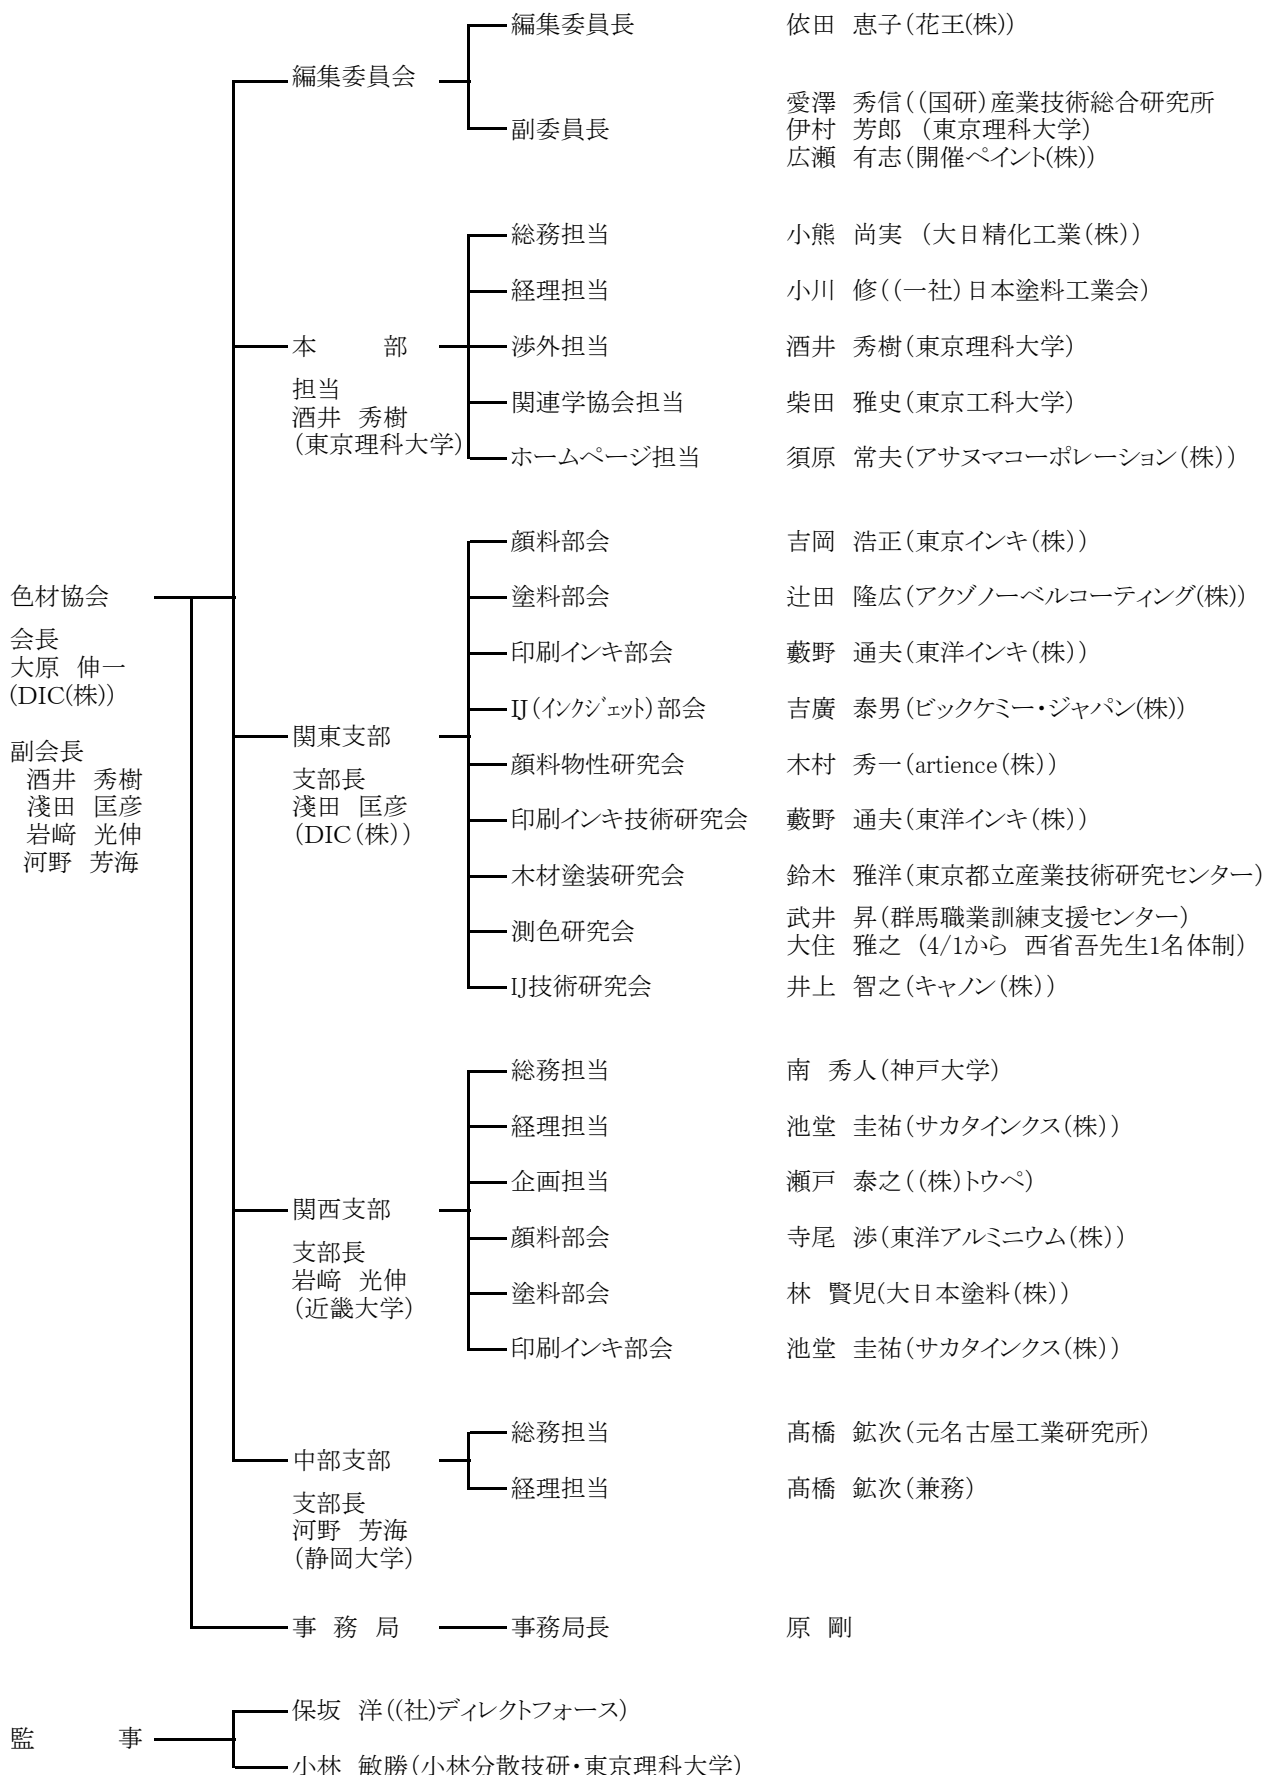 編集委員長 依田 恵子(花王(株))
編集委員会
愛澤 秀信((国研)産業技術総合研究所
副委員長 伊村 芳郎 (東京理科大学)
広瀬 有志(開催ペイント(株))
総務担当 小熊 尚実 (大日精化工業(株))
経理担当 小川 修((一社)日本塗料工業会)
本 部 渉外担当 酒井 秀樹(東京理科大学)
担当
酒井 秀樹
(東京理科大学)
関連学協会担当 柴田 雅史(東京工科大学)
ホームページ担当 須原 常夫(アサヌマコーポレーション(株))
顔料部会 吉岡 浩正(東京インキ(株))
色材協会 塗料部会 辻田 隆広(アクゾノーベルコーティング(株))
会長
大原 伸一
(DIC(株))
印刷インキ部会 藪野 通夫(東洋インキ(株))
IJ(インクジェット)部会 吉廣 泰男(ビックケミー・ジャパン(株))
副会長
酒井 秀樹
淺田 匡彦
岩﨑 光伸
河野 芳海
関東支部
支部長
淺田 匡彦
(DIC(株))
顔料物性研究会 木村 秀一(artience(株))
印刷インキ技術研究会 藪野 通夫(東洋インキ(株))
木材塗装研究会 鈴木 雅洋(東京都立産業技術研究センター)
測色研究会 武井 昇(群馬職業訓練支援センター)
大住 雅之 (4/1から 西省吾先生1名体制)
IJ技術研究会 井上 智之(キャノン(株))
総務担当 南 秀人(神戸大学)
経理担当 池堂 圭祐(サカタインクス(株))
企画担当 瀬戸 泰之((株)トウペ)
関西支部
支部長
岩﨑 光伸
(近畿大学)
顔料部会 寺尾 渉(東洋アルミニウム(株))
塗料部会 林 賢児(大日本塗料(株))
印刷インキ部会 池堂 圭祐(サカタインクス(株))
総務担当 髙橋 鉱次(元名古屋工業研究所)
中部支部
支部長
河野 芳海
(静岡大学)
経理担当 髙橋 鉱次(兼務)
事 務 局 事務局長 原 剛
保坂 洋((社)ディレクトフォース)
監 事
小林 敏勝(小林分散技研・東京理科大学)